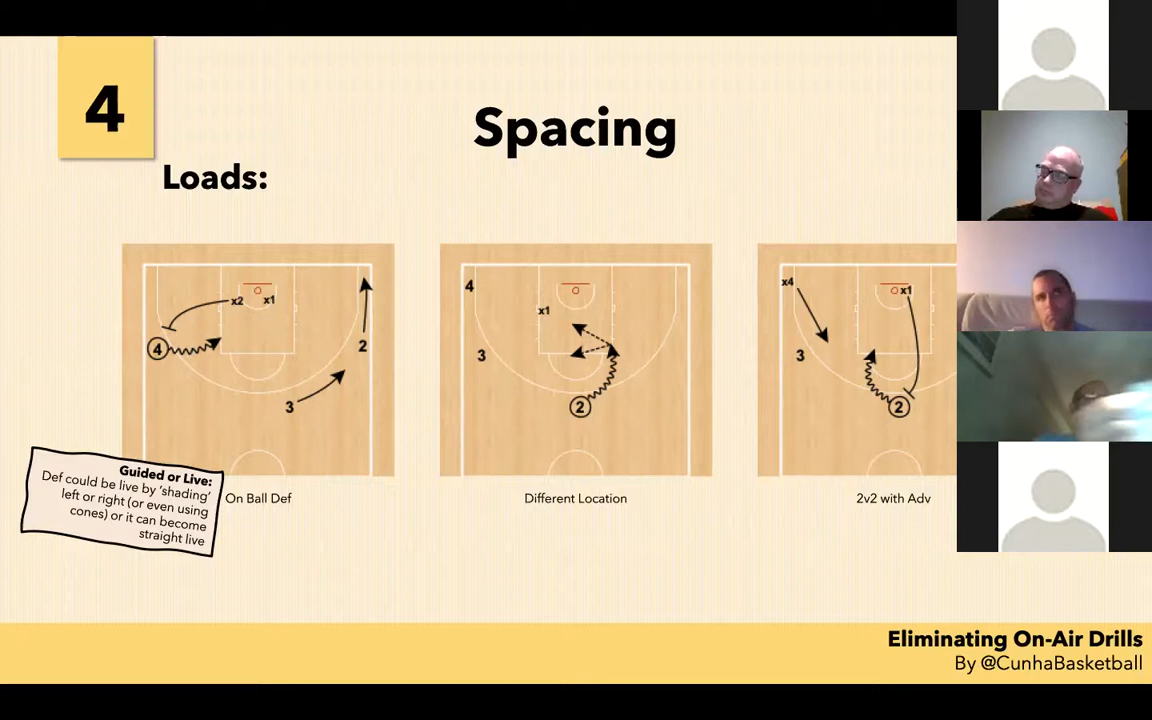 4
Spacing
Loads:
x2
x1
4
2
3
On Ball Def
4
x1
3
2
Different Location
x4
x1
3
2
2v2 with Adv
Guided or Live:
Def could be live by ‘shading’
left or right (or even using
cones) or it can become
straight live
Eliminating On-Air Drills
By @CunhaBasketball